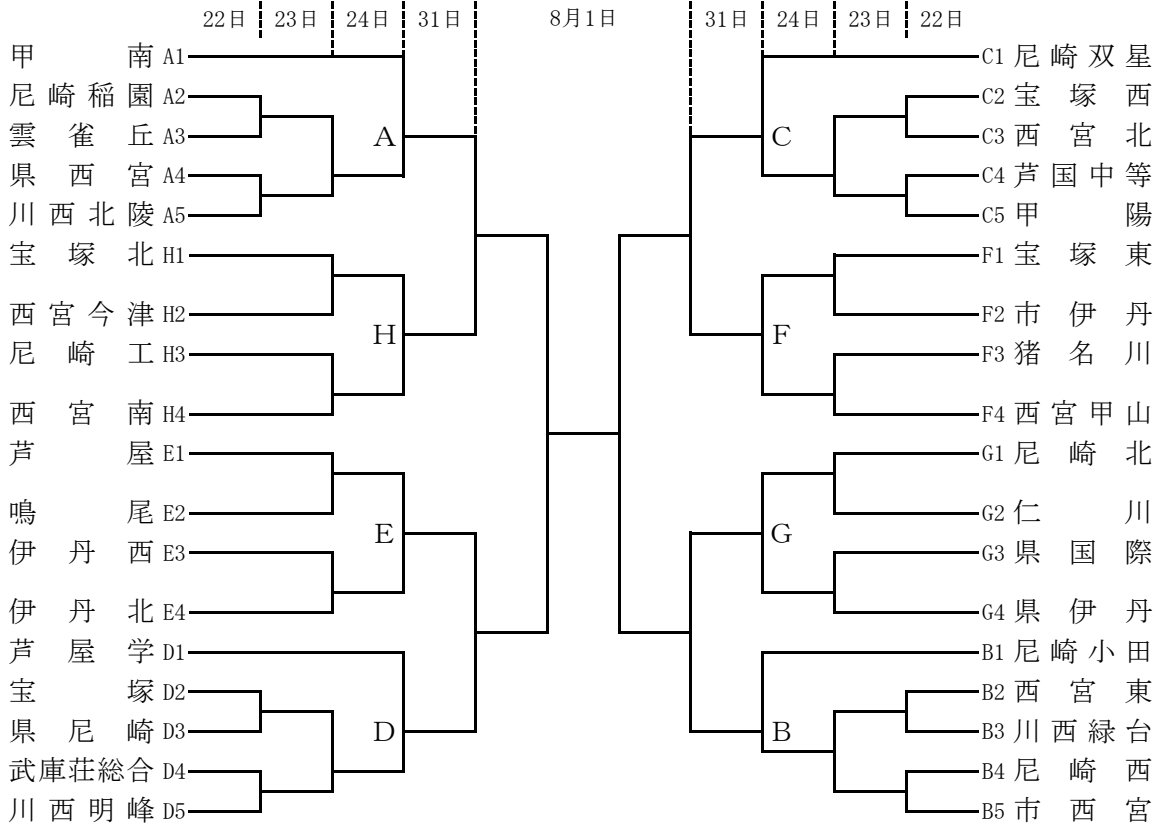 22日 23日 24日 31日 8月1日 31日 24日 23日 22日
甲南 A1 C1 尼崎双星
尼崎稲園 A2 C2 宝塚西
雲雀丘 A3 A C C3 西宮北
県西宮 A4 C4 芦国中等
川西北陵 A5 C5 甲陽
宝塚北 H1 F1 宝塚東
西宮今津 H2 F2 市伊丹
H F
尼崎工 H3 F3 猪名川
西宮南 H4 F4 西宮甲山
芦屋 E1 G1 尼崎北
鳴尾 E2 G2 仁川
E G
伊丹西 E3 G3 県国際
伊丹北 E4 G4 県伊丹
芦屋学 D1 B1 尼崎小田
宝塚 D2 B2 西宮東
県尼崎 D3 D B B3 川西緑台
武庫荘総合 D4 B4 尼崎西
川西明峰 D5 B5 市西宮